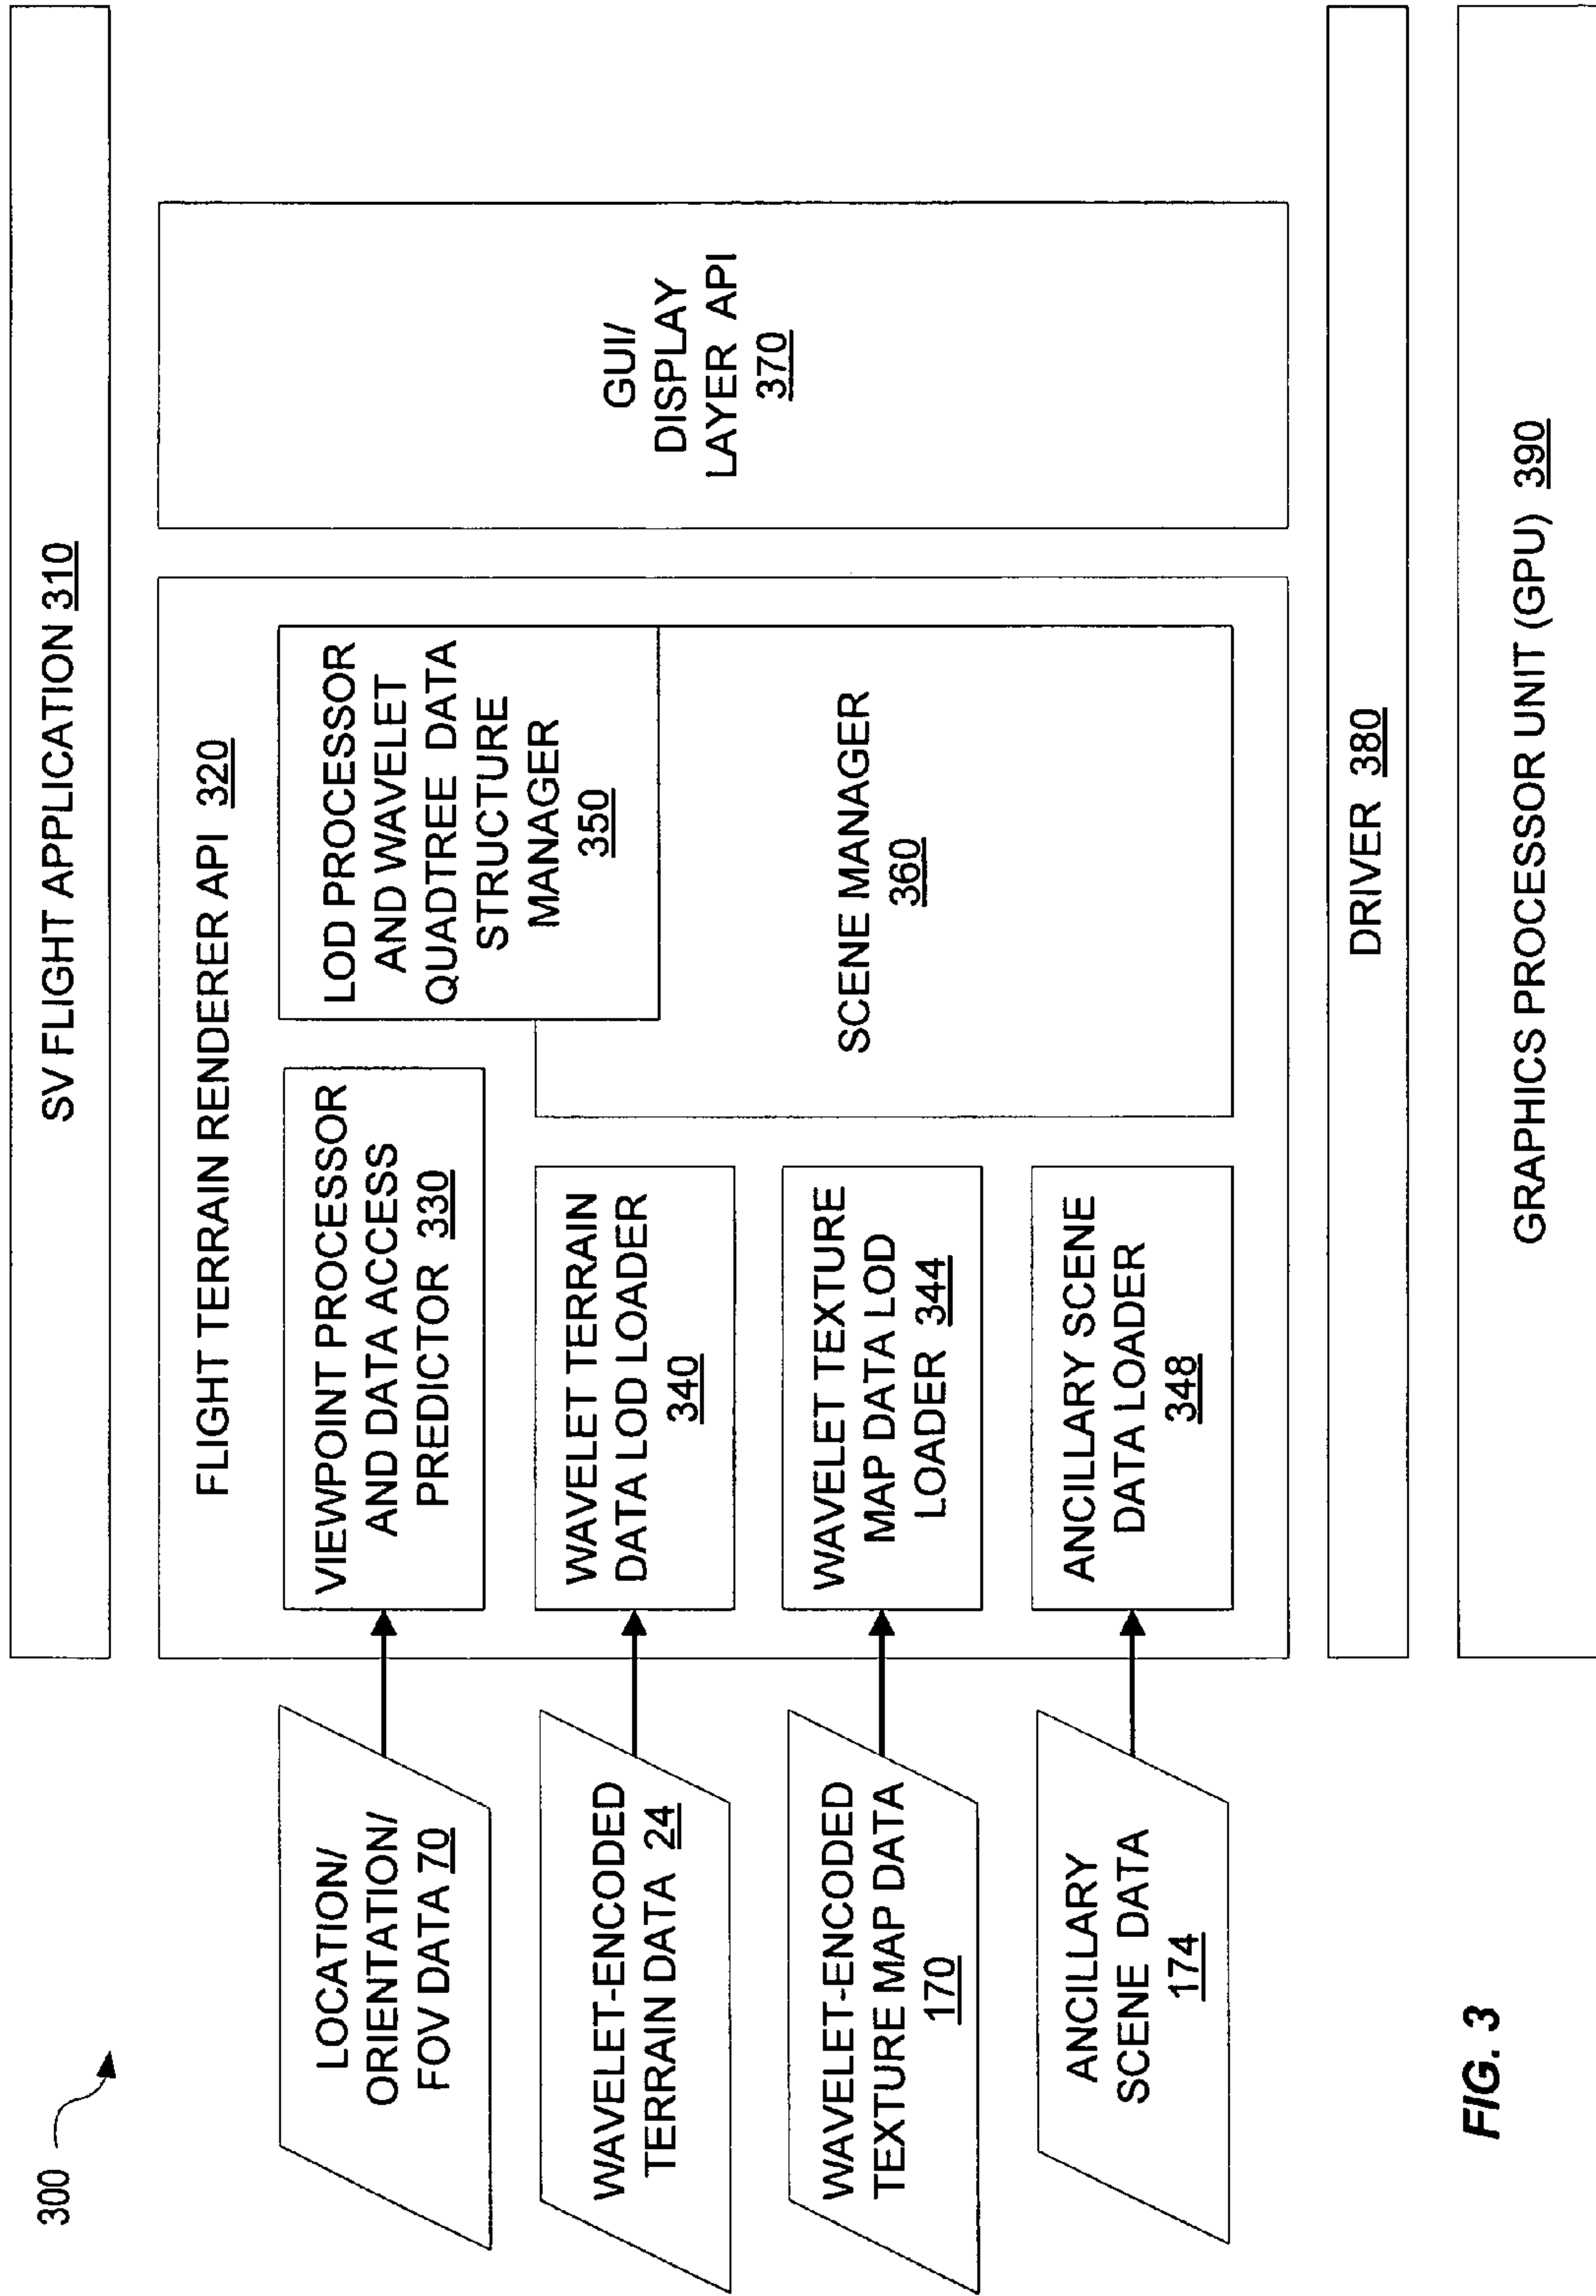 300
SV FLIGHT APPLICATION 310
FLIGHT TERRAIN RENDERER API 320
LOCATION/
ORIENTATION/
FOV DATA 70
VIEWPOINT PROCESSOR
AND DATA ACCESS
PREDICTOR 330
LOD PROCESSOR
AND WAVELET
QUADTREE DATA
STRUCTURE
MANAGER
350
WAVELET-ENCODED
TERRAIN DATA 24
WAVELET TERRAIN
DATA LOD LOADER
340
WAVELET-ENCODED
TEXTURE MAP DATA
170
WAVELET TEXTURE
MAP DATA LOD
LOADER 344
SCENE MANAGER
360
ANCILLARY
SCENE DATA
174
ANCILLARY SCENE
DATA LOADER
348
GUI/
DISPLAY
LAYER API
370
DRIVER 380
GRAPHICS PROCESSOR UNIT (GPU) 390
FIG. 3